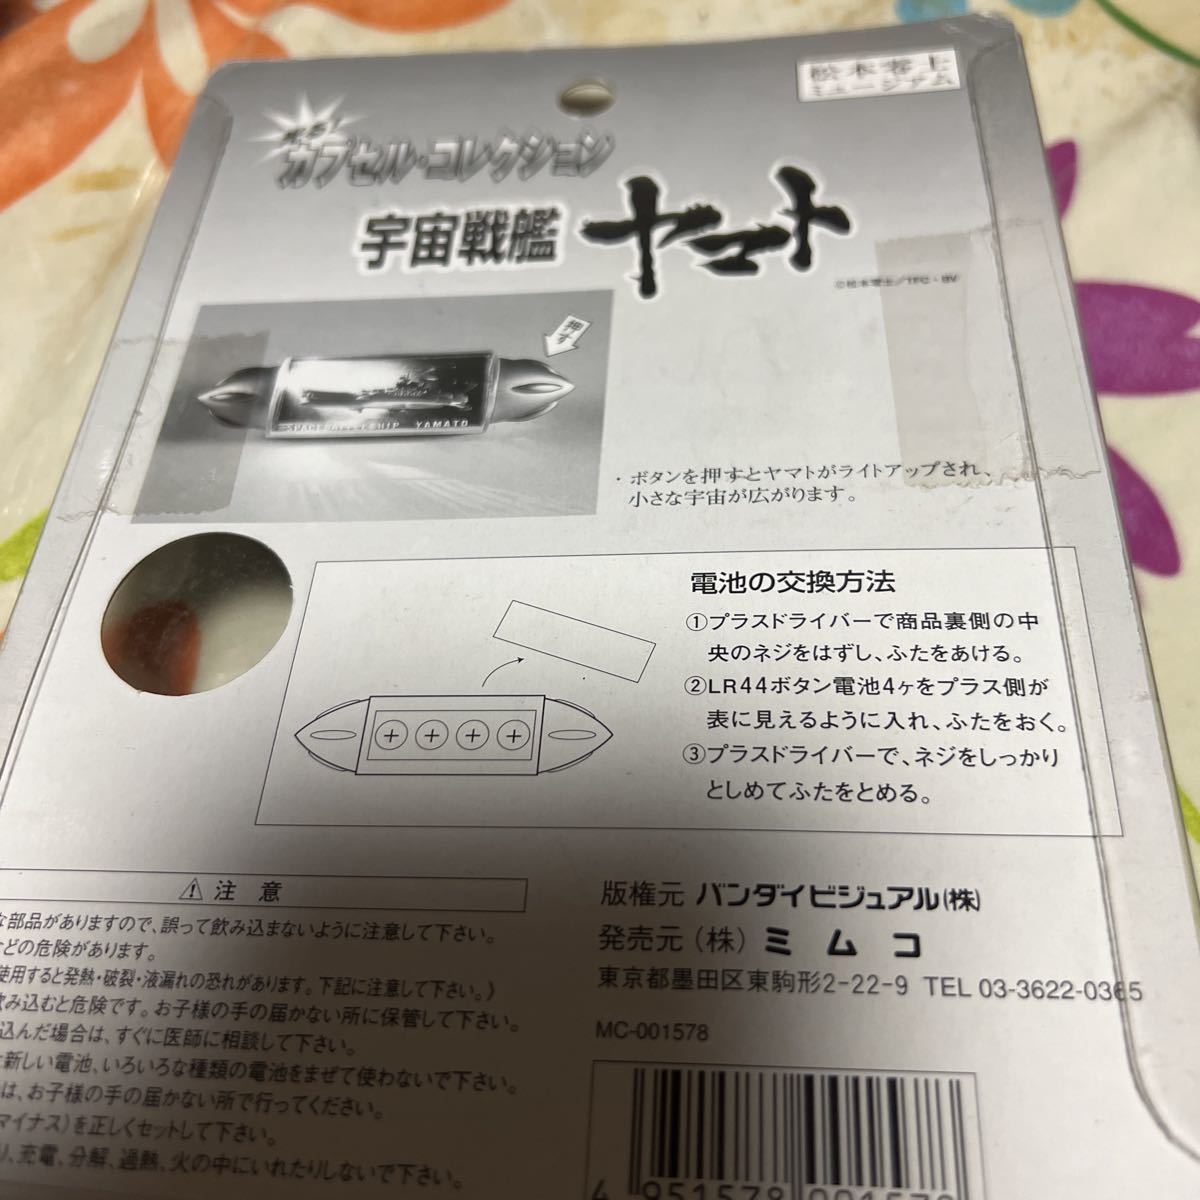 松本零士
ミュージアム
光る!
カプセル・コレクション
宇宙戦艦 ヤマト
©松本零士/TFC・BV
押す
SPACE BATTLESHIP YAMATO
・ボタンを押すとヤマトがライトアップされ、
小さな宇宙が広がります。
電池の交換方法
①プラスドライバーで商品裏側の中
央のネジをはずし、ふたをあける。
②LR44ボタン電池4ヶをプラス側が
表に見えるように入れ、ふたをおく。
③プラスドライバーで、ネジをしっかり
としめてふたをとめる。
注 意
な部品がありますので、誤って飲み込まないように注意して下さい。
などの危険があります。
使用すると発熱・破裂・液漏れの恐れがあります。下記に注意して下さい。)
飲み込むと危険です。お子様の手の届かない所に保管して下さい。
込んだ場合は、すぐに医師に相談して下さい。
と新しい電池、いろいろな種類の電池をまぜて使わないで下さい。
は、お子様の手の届かない所で行ってください。
マイナス)を正しくセットして下さい。
り、充電、分解、過熱、火の中にいれたりしないで下さい。
版権元 バンダイビジュアル(株)
発売元(株)ミムコ
東京都墨田区東駒形2-22-9 TEL 03-3622-0365
MC-001578
4 951578 001578